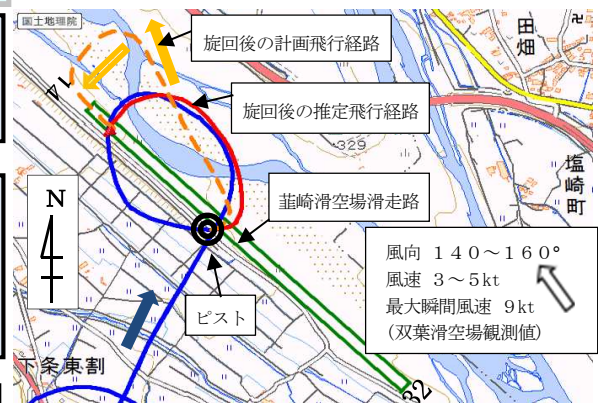 国土地理院
旋回後の計画飛行経路
田畑
卍
14
旋回後の推定飛行経路
329
塩崎町
韮崎滑空場滑走路
N
風向 140～160°
風速 3～5kt
最大瞬間風速 9kt
(双葉滑空場観測値)
ピスト
下条東割
32